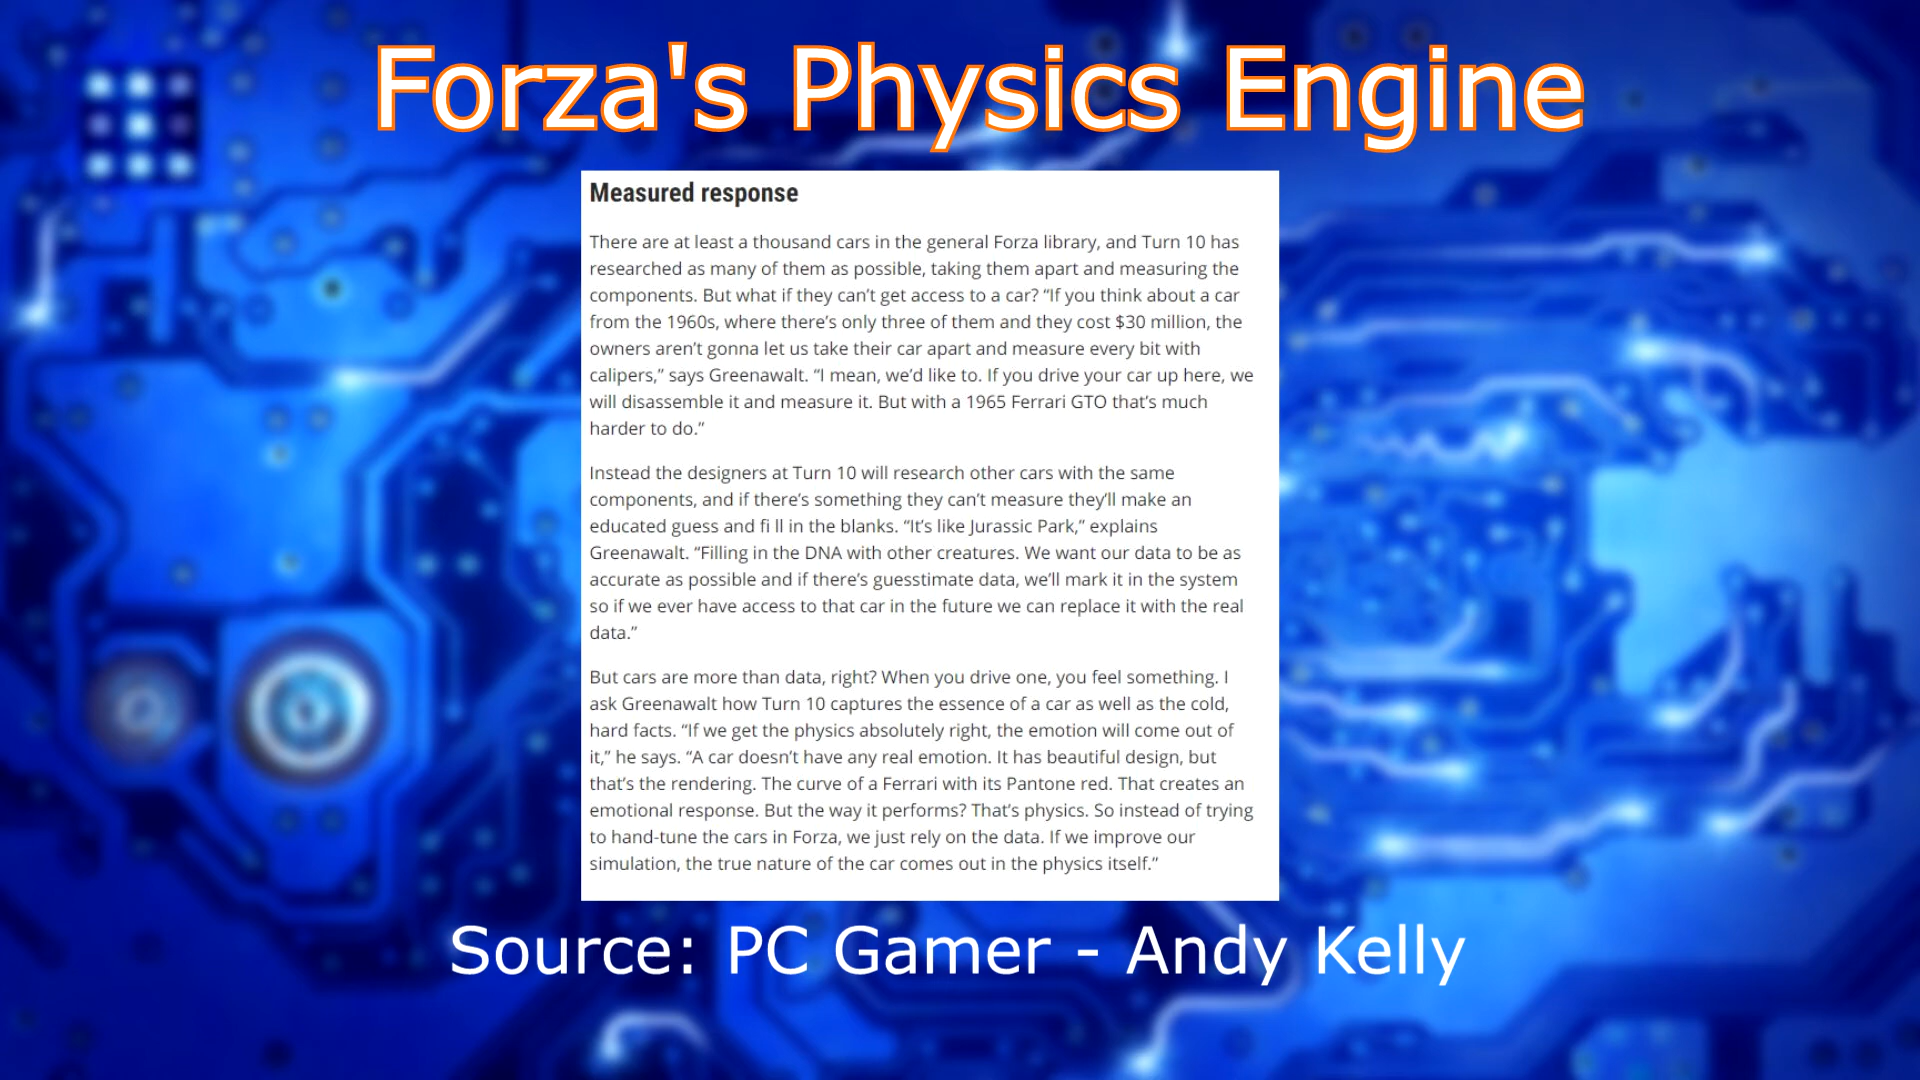 Forza's Physics Engine
Measured response
There are at least a thousand cars in the general Forza library, and Turn 10 has
researched as many of them as possible, taking them apart and measuring the
components. But what if they can’t get access to a car? “If you think about a car
from the 1960s, where there’s only three of them and they cost $30 million, the
owners aren’t gonna let us take their car apart and measure every bit with
calipers,” says Greenawalt. “I mean, we’d like to. If you drive your car up here, we
will disassemble it and measure it. But with a 1965 Ferrari GTO that’s much
harder to do.”
Instead the designers at Turn 10 will research other cars with the same
components, and if there’s something they can’t measure they’ll make an
educated guess and fi ll in the blanks. “It’s like Jurassic Park,” explains
Greenawalt. “Filling in the DNA with other creatures. We want our data to be as
accurate as possible and if there’s guesstimate data, we’ll mark it in the system
so if we ever have access to that car in the future we can replace it with the real
data.”
But cars are more than data, right? When you drive one, you feel something. I
ask Greenawalt how Turn 10 captures the essence of a car as well as the cold,
hard facts. “If we get the physics absolutely right, the emotion will come out of
it,” he says. “A car doesn’t have any real emotion. It has beautiful design, but
that’s the rendering. The curve of a Ferrari with its Pantone red. That creates an
emotional response. But the way it performs? That’s physics. So instead of trying
to hand-tune the cars in Forza, we just rely on the data. If we improve our
simulation, the true nature of the car comes out in the physics itself.”
Source: PC Gamer - Andy Kelly